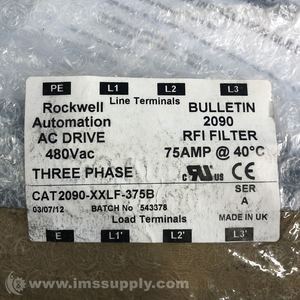 PE L1 L2 L3
Line Terminals
Rockwell Automation
AC DRIVE
480Vac
THREE PHASE
BULLETIN
2090
RFI FILTER
75AMP @ 40°C
CAT2090-XXLF-375B
03/07/12 BATCH No 543378
SER
A
MADE IN UK
Load Terminals
E L1' L2' L3'
© www.imssupply.com